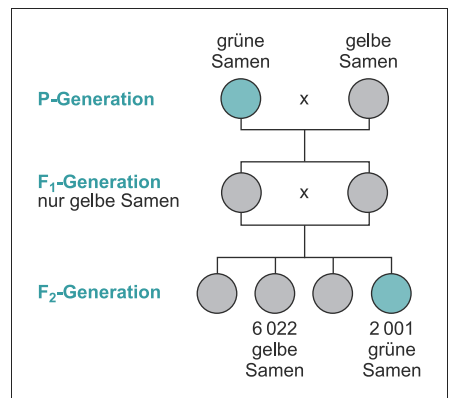 grüne
Samen
gelbe
Samen
P-Generation
x
F₁-Generation
nur gelbe Samen
x
F₂-Generation
6 022
gelbe
Samen
2 001
grüne
Samen